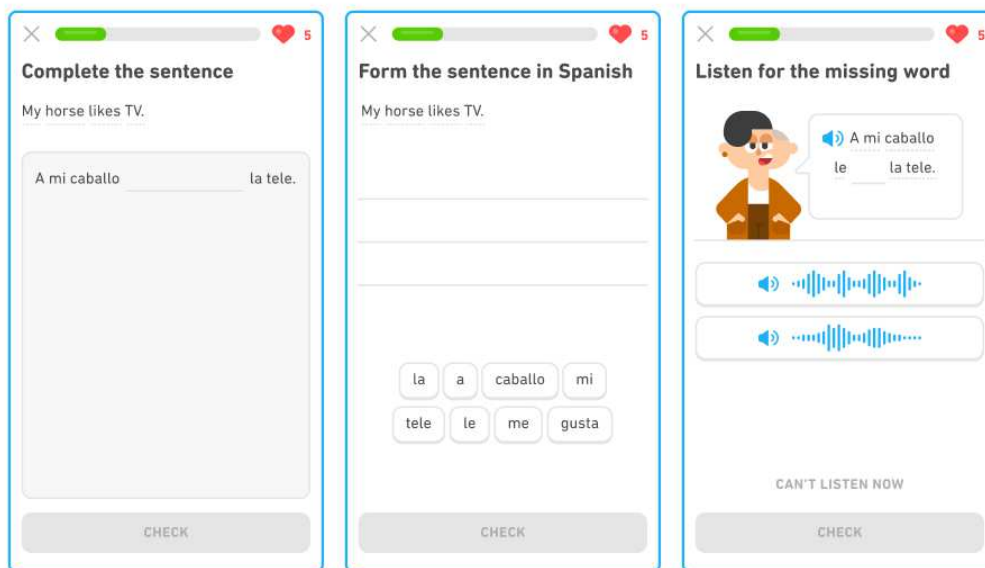 5
Complete the sentence
My horse likes TV.
A mi caballo la tele.
CHECK
5
Form the sentence in Spanish
My horse likes TV.
la a caballo mi
tele le me gusta
CHECK
5
Listen for the missing word
A mi caballo
le la tele.
CAN'T LISTEN NOW
CHECK